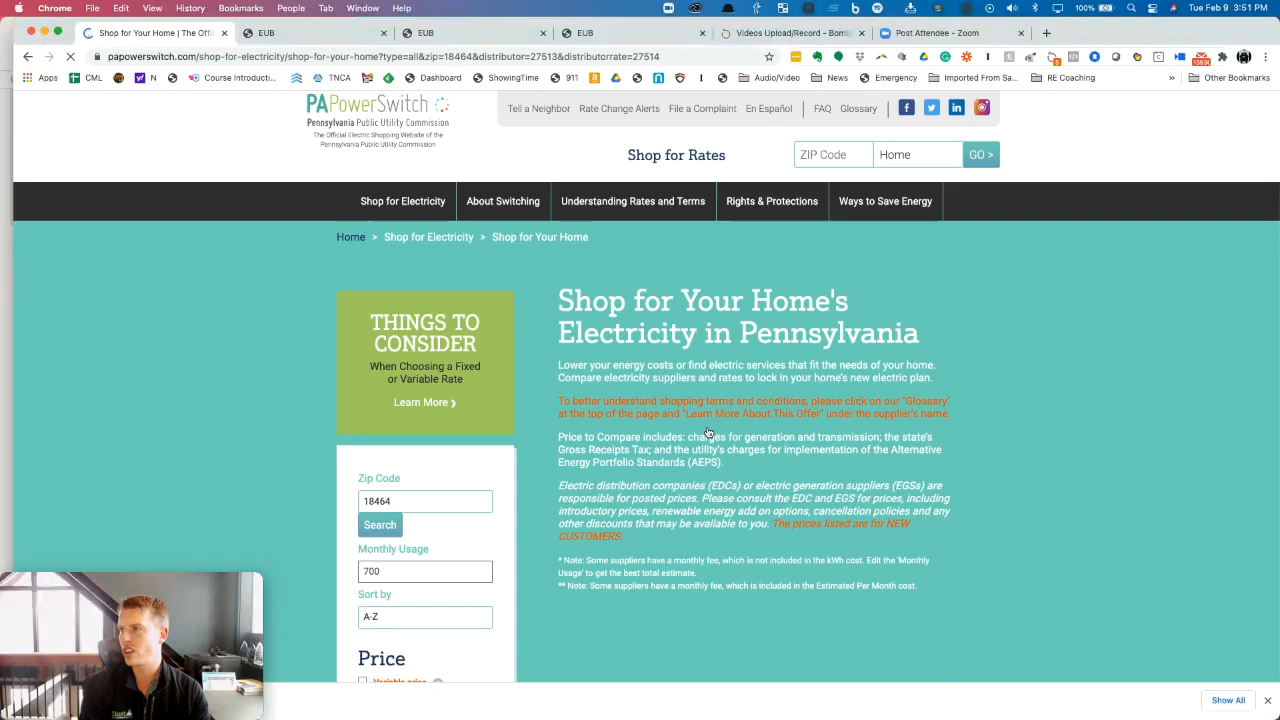 Tue Feb 9 3:51 PM
100%
Shop for Your Home | The Offi
EUB
EUB
EUB
Videos Upload/Record – Bomb
Post Attendee - Zoom
papowerswitch.com/shop-for-electricity/shop-for-your-home/?type=all&zip=18464&distributor=27513&distributorrate=27514
Apps
CML
Y
N
Course Introducti...
TNCA
Dashboard
ShowingTime
911
Audio/Video
News
Emergency
Imported From Sa...
RE Coaching
»
Other Bookmarks
PAPowerSwitch
Pennsylvania Public Utility Commission
The Official Electric Shopping Website of the
Pennsylvania Public Utility Commission
Tell a Neighbor Rate Change Alerts File a Complaint En Español FAQ Glossary
Shop for Rates
ZIP Code
Home
GO >
Shop for Electricity
About Switching
Understanding Rates and Terms
Rights & Protections
Ways to Save Energy
Home > Shop for Electricity > Shop for Your Home
THINGS TO
CONSIDER
When Choosing a Fixed
or Variable Rate
Learn More ❯
Shop for Your Home's
Electricity in Pennsylvania
Lower your energy costs or find electric services that fit the needs of your home.
Compare electricity suppliers and rates to lock in your home's new electric plan.
To better understand shopping terms and conditions, please click on our "Glossary"
at the top of the page and "Learn More About This Offer" under the supplier's name.
Price to Compare includes: charges for generation and transmission; the state's
Gross Receipts Tax; and the utility's charges for implementation of the Alternative
Energy Portfolio Standards (AEPS).
Electric distribution companies (EDCs) or electric generation suppliers (EGSs) are
responsible for posted prices. Please consult the EDC and EGS for prices, including
introductory prices, renewable energy add on options, cancellation policies and any
other discounts that may be available to you. The prices listed are for NEW
CUSTOMERS.
* Note: Some suppliers have a monthly fee, which is not included in the kWh cost. Edit the 'Monthly
Usage' to get the best total estimate.
** Note: Some suppliers have a monthly fee, which is included in the Estimated Per Month cost.
Zip Code
18464
Search
Monthly Usage
700
Sort by
A-Z
Price
Variable price
Show All